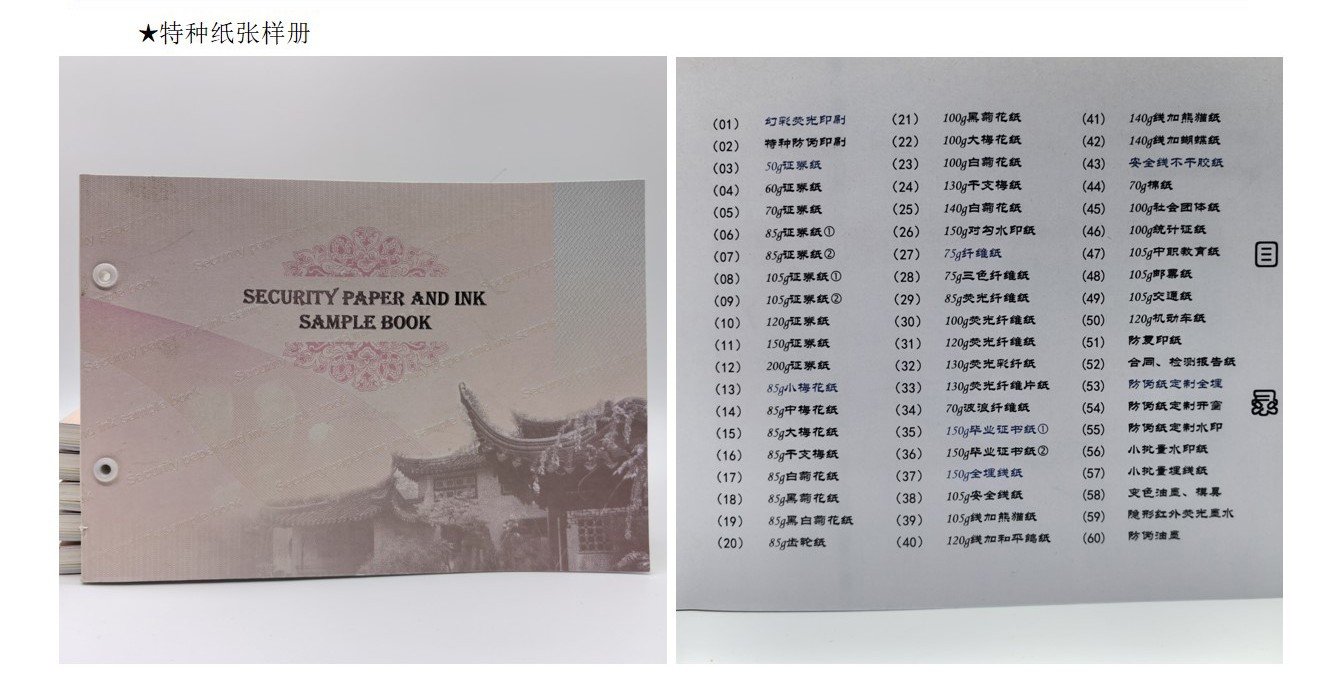 ★特种纸张样册
SECURITY PAPER AND INK
SAMPLE BOOK
(01) 幻彩荧光印刷
(02) 特种防伪印刷
(03) 50g证券纸
(04) 60g证券纸
(05) 70g证券纸
(06) 85g证券纸①
(07) 85g证券纸②
(08) 105g证券纸①
(09) 105g证券纸②
(10) 120g证券纸
(11) 150g证券纸
(12) 200g证券纸
(13) 85g小梅花纸
(14) 85g中梅花纸
(15) 85g大梅花纸
(16) 85g干支梅纸
(17) 85g白菊花纸
(18) 85g黑菊花纸
(19) 85g黑白菊花纸
(20) 85g齿轮纸
(21) 100g黑菊花纸
(22) 100g大梅花纸
(23) 100g白菊花纸
(24) 130g干支梅纸
(25) 140g白菊花纸
(26) 150g对勾水印纸
(27) 75g纤维纸
(28) 75g三色纤维纸
(29) 85g荧光纤维纸
(30) 100g荧光纤维纸
(31) 120g荧光纤维纸
(32) 130g荧光彩纤纸
(33) 130g荧光纤维片纸
(34) 70g波浪纤维纸
(35) 150g毕业证书纸①
(36) 150g毕业证书纸②
(37) 150g全埋线纸
(38) 105g安全线纸
(39) 105g线加熊猫纸
(40) 120g线加和平鸽纸
(41) 140g线加熊猫纸
(42) 140g线加蝴蝶纸
(43) 安全线不干胶纸
(44) 70g棉纸
(45) 100g社会团体纸
(46) 100g统计证纸
(47) 105g中职教育纸
(48) 105g邮票纸
(49) 105g交通纸
(50) 120g机动车纸
(51) 防复印纸
(52) 合同、检测报告纸
(53) 防伪纸定制全埋
(54) 防伪纸定制开窗
(55) 防伪纸定制水印
(56) 小批量水印纸
(57) 小批量埋线纸
(58) 变色油墨、模具
(59) 隐形红外荧光墨水
(60) 防伪油墨